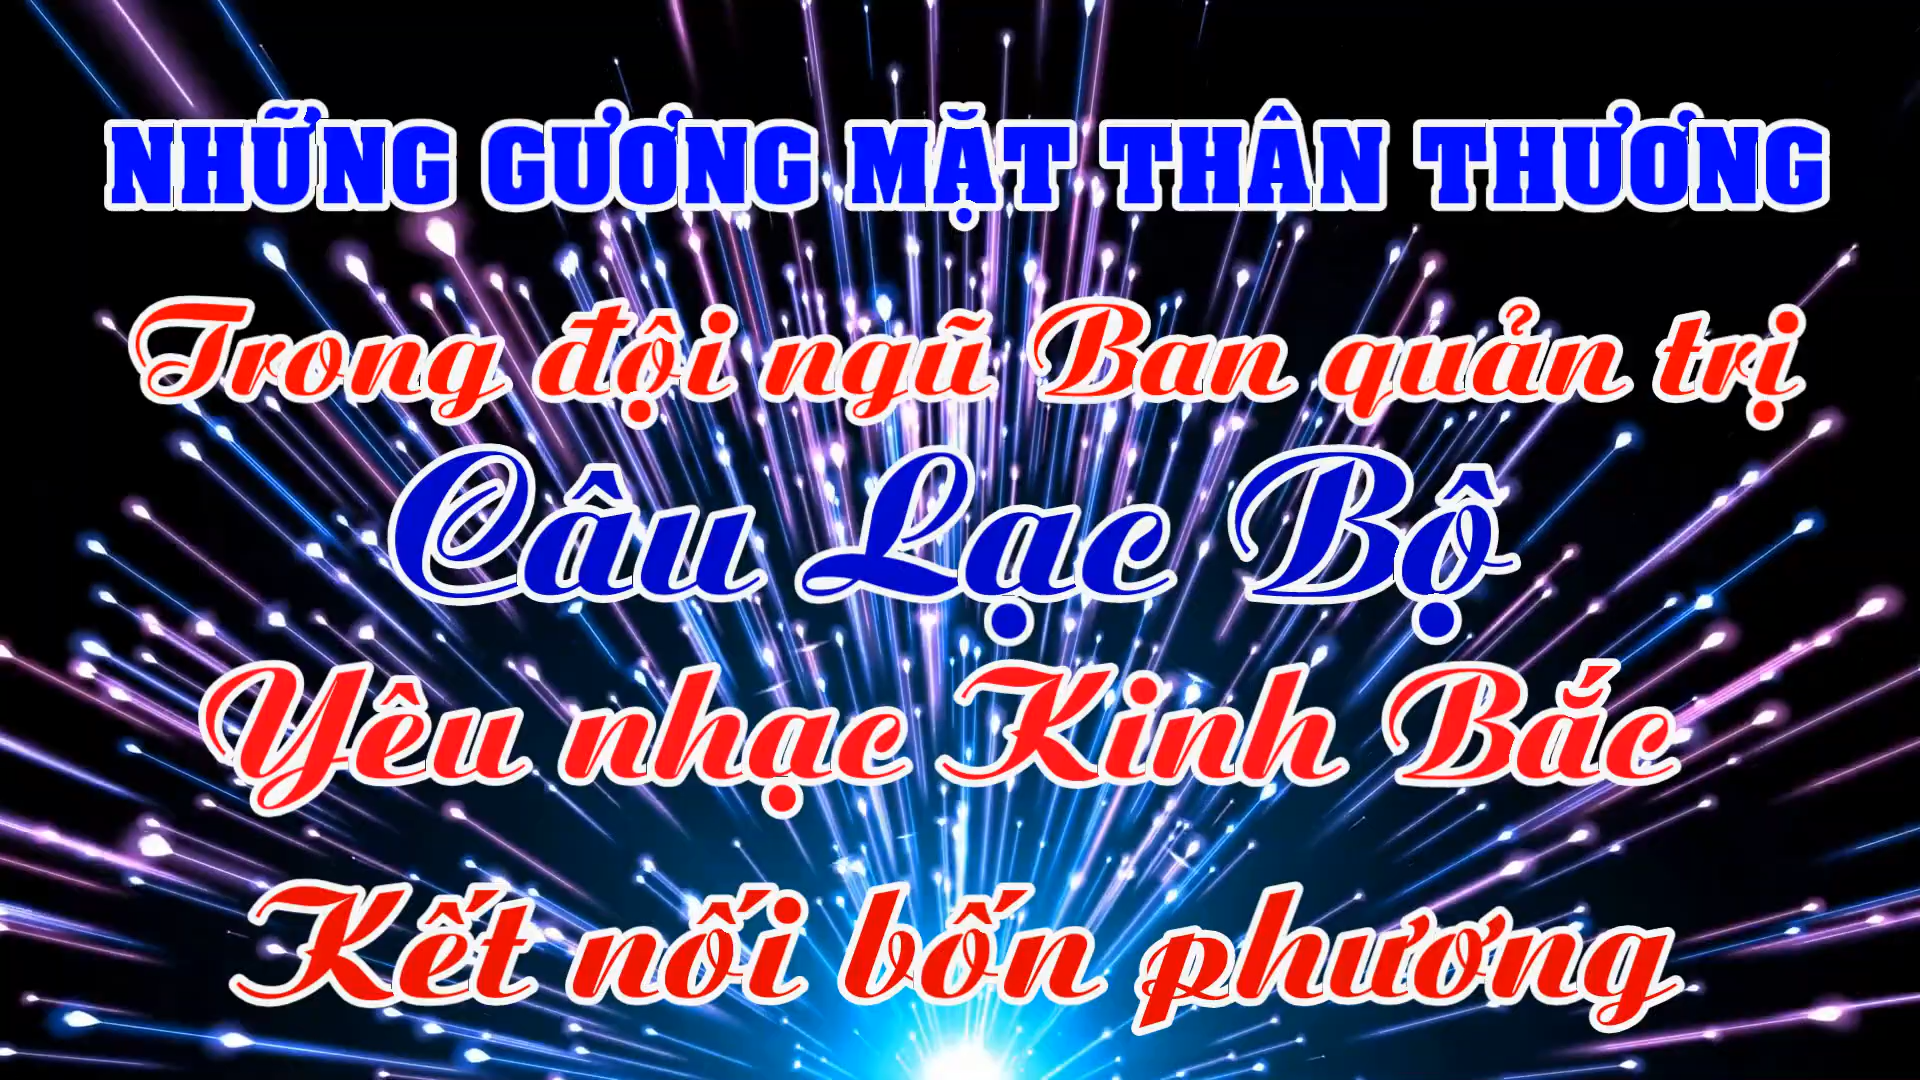 NHỮNG GƯƠNG MẶT THÂN THƯƠNG
Trong đội ngũ Ban quản trị
Câu Lạc Bộ
Yêu nhạc Kinh Bắc
Kết nối bốn phương